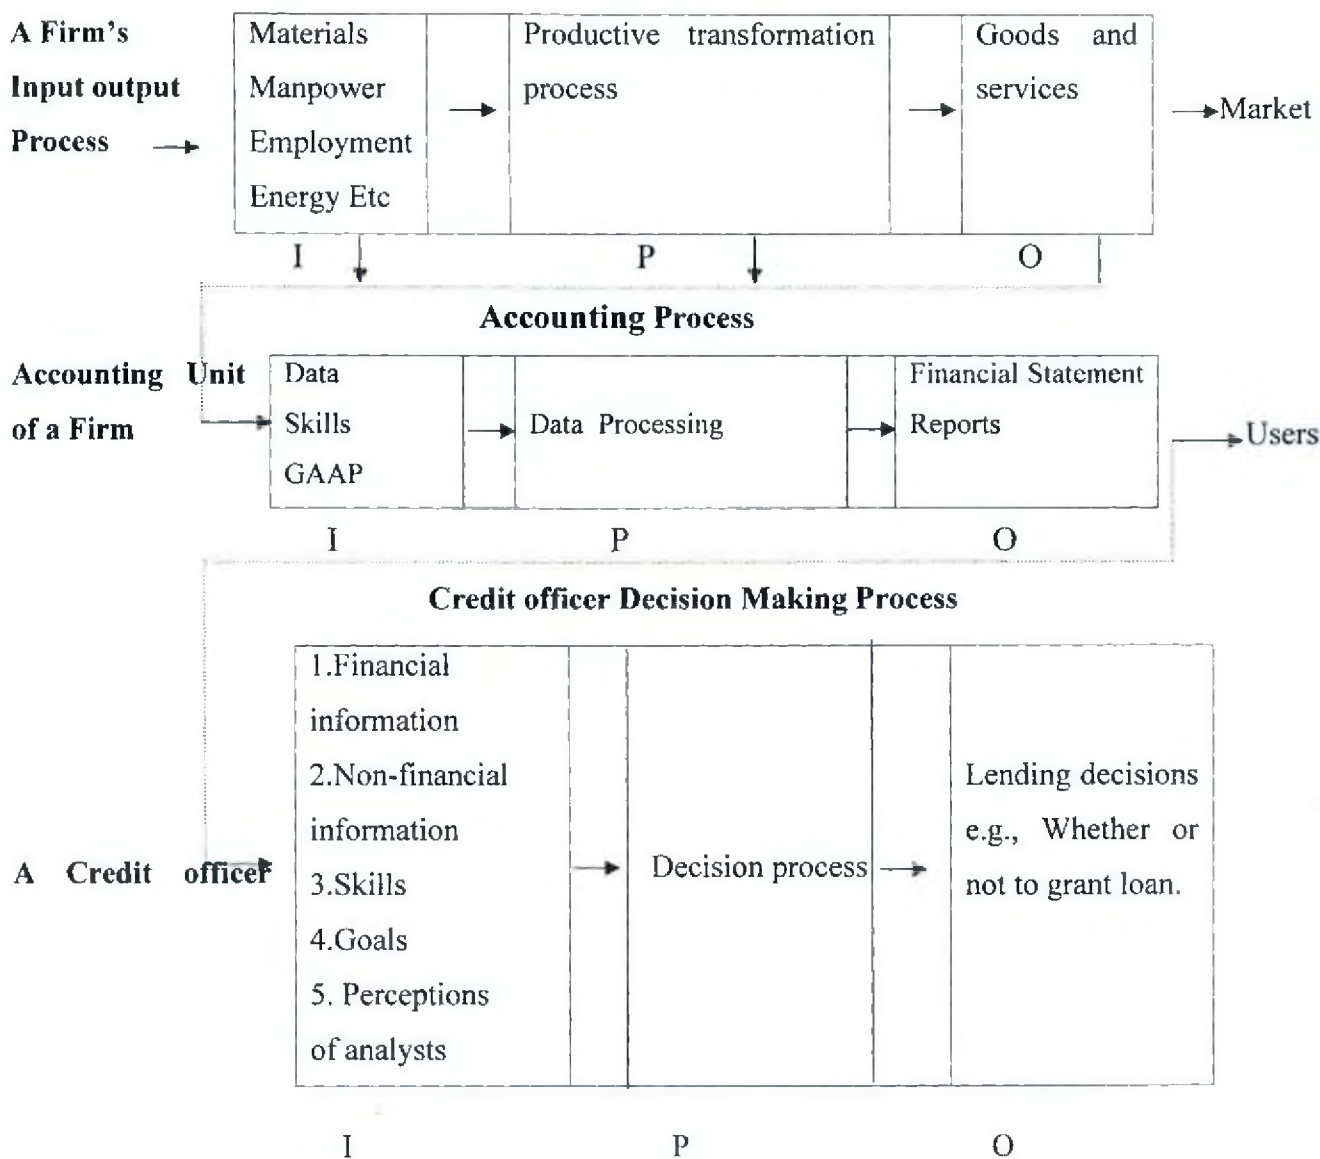 A Firm's
Input output
Process
Materials
Manpower
Employment
Energy Etc
Productive transformation
process
Goods and
services
Market
I P O
Accounting Process
Accounting Unit
of a Firm
Data
Skills
GAAP
Data Processing
Financial Statement
Reports
Users
I P O
Credit officer Decision Making Process
A Credit officer
1.Financial
information
2.Non-financial
information
3.Skills
4.Goals
5. Perceptions
of analysts
Decision process
Lending decisions
e.g., Whether or
not to grant loan.
I P O